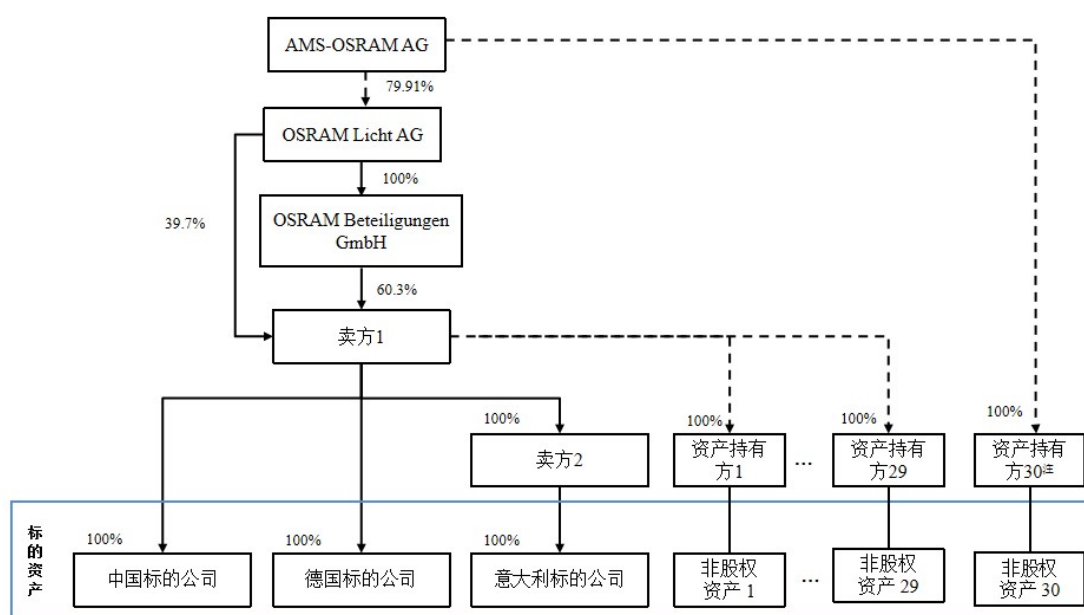 AMS-OSRAM AG
79.91%
OSRAM Licht AG
100%
39.7%
OSRAM Beteiligungen
GmbH
60.3%
卖方1
100%
100%
100%
100%
卖方2
资产持有
方1
...
资产持有
方29
资产持有
方30注
标的资产
100%
100%
100%
中国标的公司
德国标的公司
意大利标的公司
非股权
资产 1
...
非股权
资产 29
非股权
资产 30